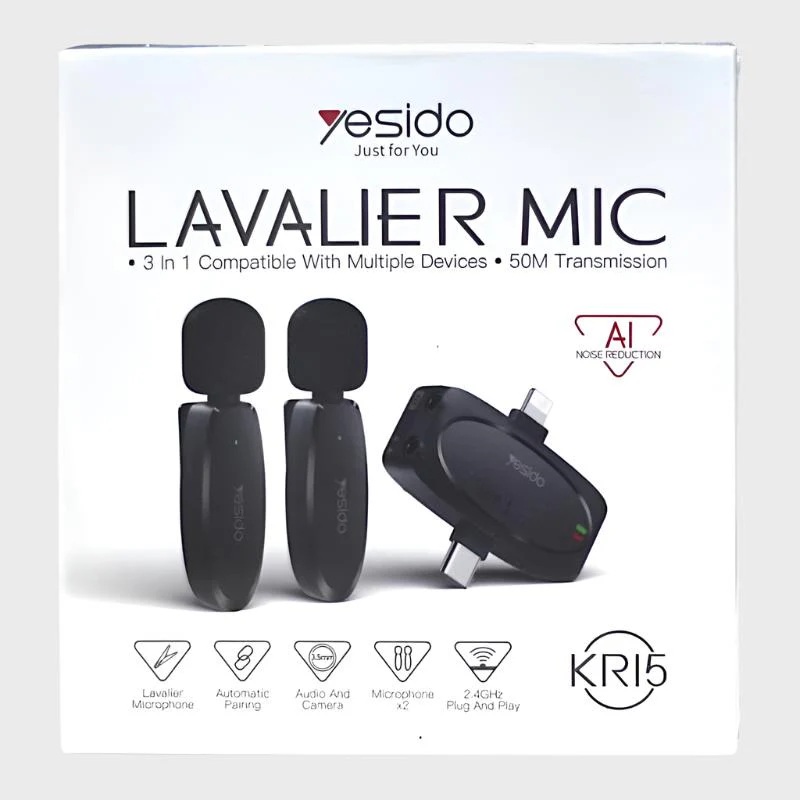 yesido
Just for You
LAVALIER MIC
• 3 In 1 Compatible With Multiple Devices • 50M Transmission
AI
NOISE REDUCTION
yesido
yesido
yesido
3.5mm
Lavalier
Microphone
Automatic
Pairing
Audio And
Camera
Microphone
x2
2.4GHz
Plug And Play
KR15